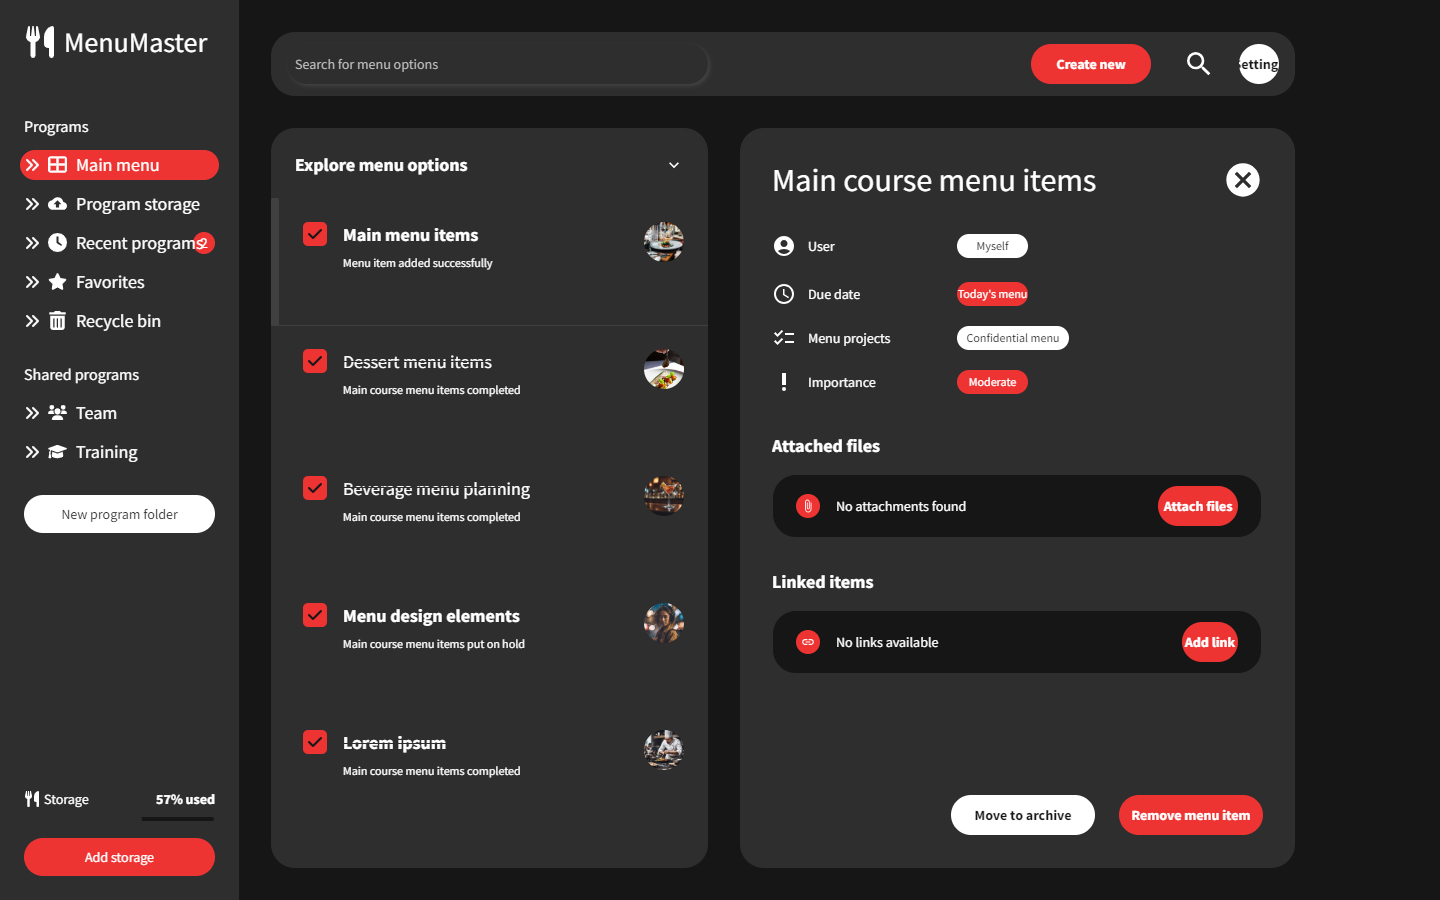 MenuMaster
Programs
Main menu
Program storage
Recent programs 2
Favorites
Recycle bin
Shared programs
Team
Training
New program folder
Storage 57% used
Add storage
Search for menu options
Create new
Setting
Explore menu options
Main menu items
Menu item added successfully
Dessert menu items
Main course menu items completed
Beverage menu planning
Main course menu items completed
Menu design elements
Main course menu items put on hold
Lorem ipsum
Main course menu items completed
Main course menu items
User Myself
Due date Today's menu
Menu projects Confidential menu
Importance Moderate
Attached files
No attachments found Attach files
Linked items
No links available Add link
Move to archive Remove menu item